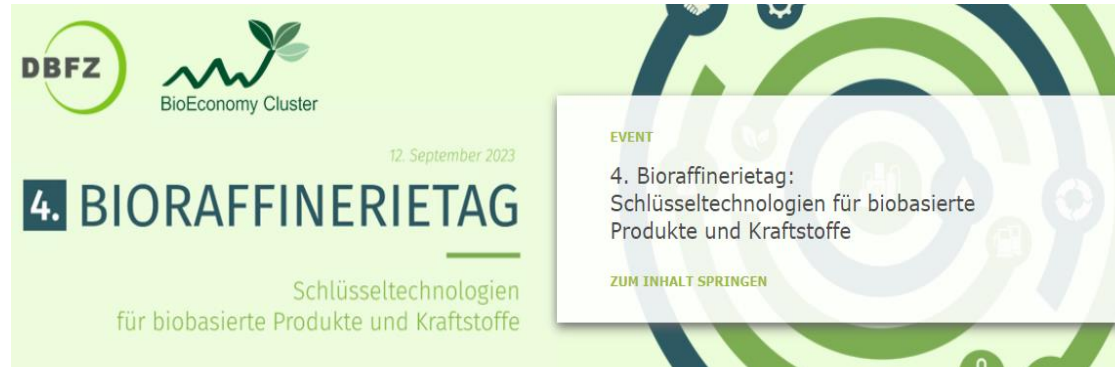 DBFZ
BioEconomy Cluster
12. September 2023
4. BIORAFFINERIETAG
Schlüsseltechnologien
für biobasierte Produkte und Kraftstoffe
EVENT
4. Bioraffinerietag:
Schlüsseltechnologien für biobasierte
Produkte und Kraftstoffe
ZUM INHALT SPRINGEN